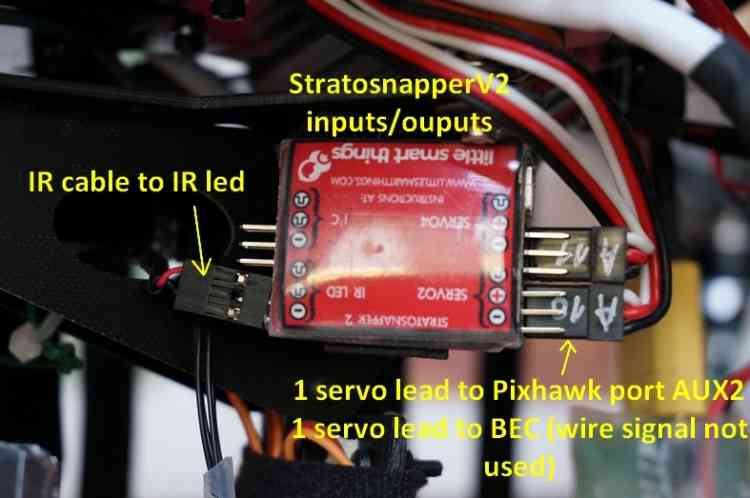 StratosnapperV2
inputs/ouputs
IR cable to IR led
little smart things
WWW.LITTLESMARTHINGS.COM
INSTRUCTIONS AT:
I²C
SERVO4
IR LED
SERVO2
STRATOSNAPPER 2
A
11
A
10
1 servo lead to Pixhawk port AUX2
1 servo lead to BEC (wire signal not
used)